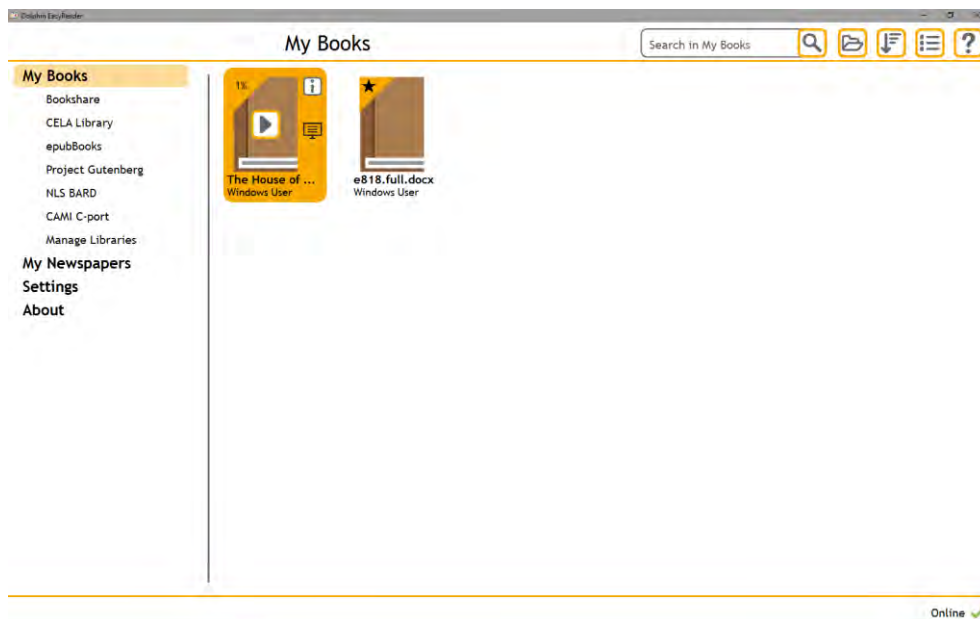 Dolphin EasyReader
My Books
Search in My Books
?
My Books
Bookshare
CELA Library
epubBooks
Project Gutenberg
NLS BARD
CAMI C-port
Manage Libraries
My Newspapers
Settings
About
1%
i
The House of ...
Windows User
e818.full.docx
Windows User
Online